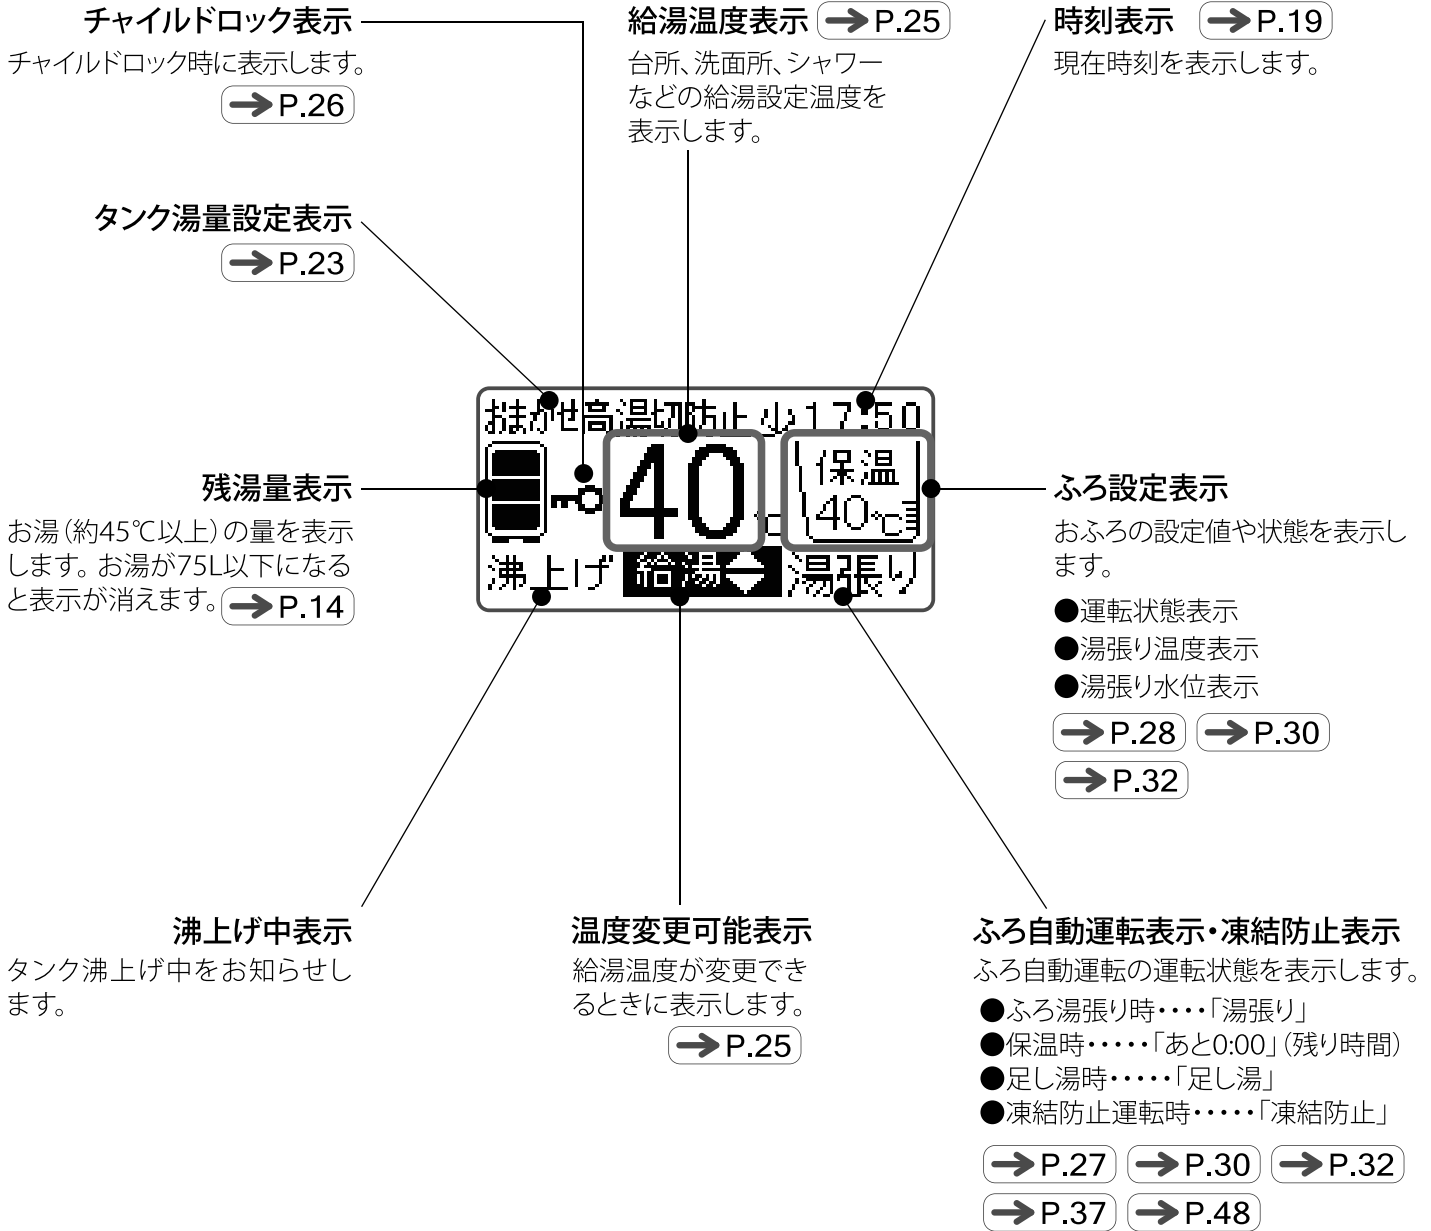 チャイルドロック表示
チャイルドロック時に表示します。
→P.26
給湯温度表示 →P.25
台所、洗面所、シャワー
などの給湯設定温度を
表示します。
時刻表示 →P.19
現在時刻を表示します。
タンク湯量設定表示
→P.23
おまかせ高湯切防止少17:50
40℃
保温
40℃
沸上げ 給湯 湯張り
残湯量表示
お湯(約45℃以上)の量を表示
します。お湯が75L以下になる
と表示が消えます。→P.14
ふろ設定表示
おふろの設定値や状態を表示し
ます。
●運転状態表示
●湯張り温度表示
●湯張り水位表示
→P.28 →P.30
→P.32
沸上げ中表示
タンク沸上げ中をお知らせし
ます。
温度変更可能表示
給湯温度が変更でき
るときに表示します。
→P.25
ふろ自動運転表示・凍結防止表示
ふろ自動運転の運転状態を表示します。
●ふろ湯張り時・・・・「湯張り」
●保温時・・・・・「あと0:00」(残り時間)
●足し湯時・・・・・「足し湯」
●凍結防止運転時・・・・・「凍結防止」
→P.27 →P.30 →P.32
→P.37 →P.48